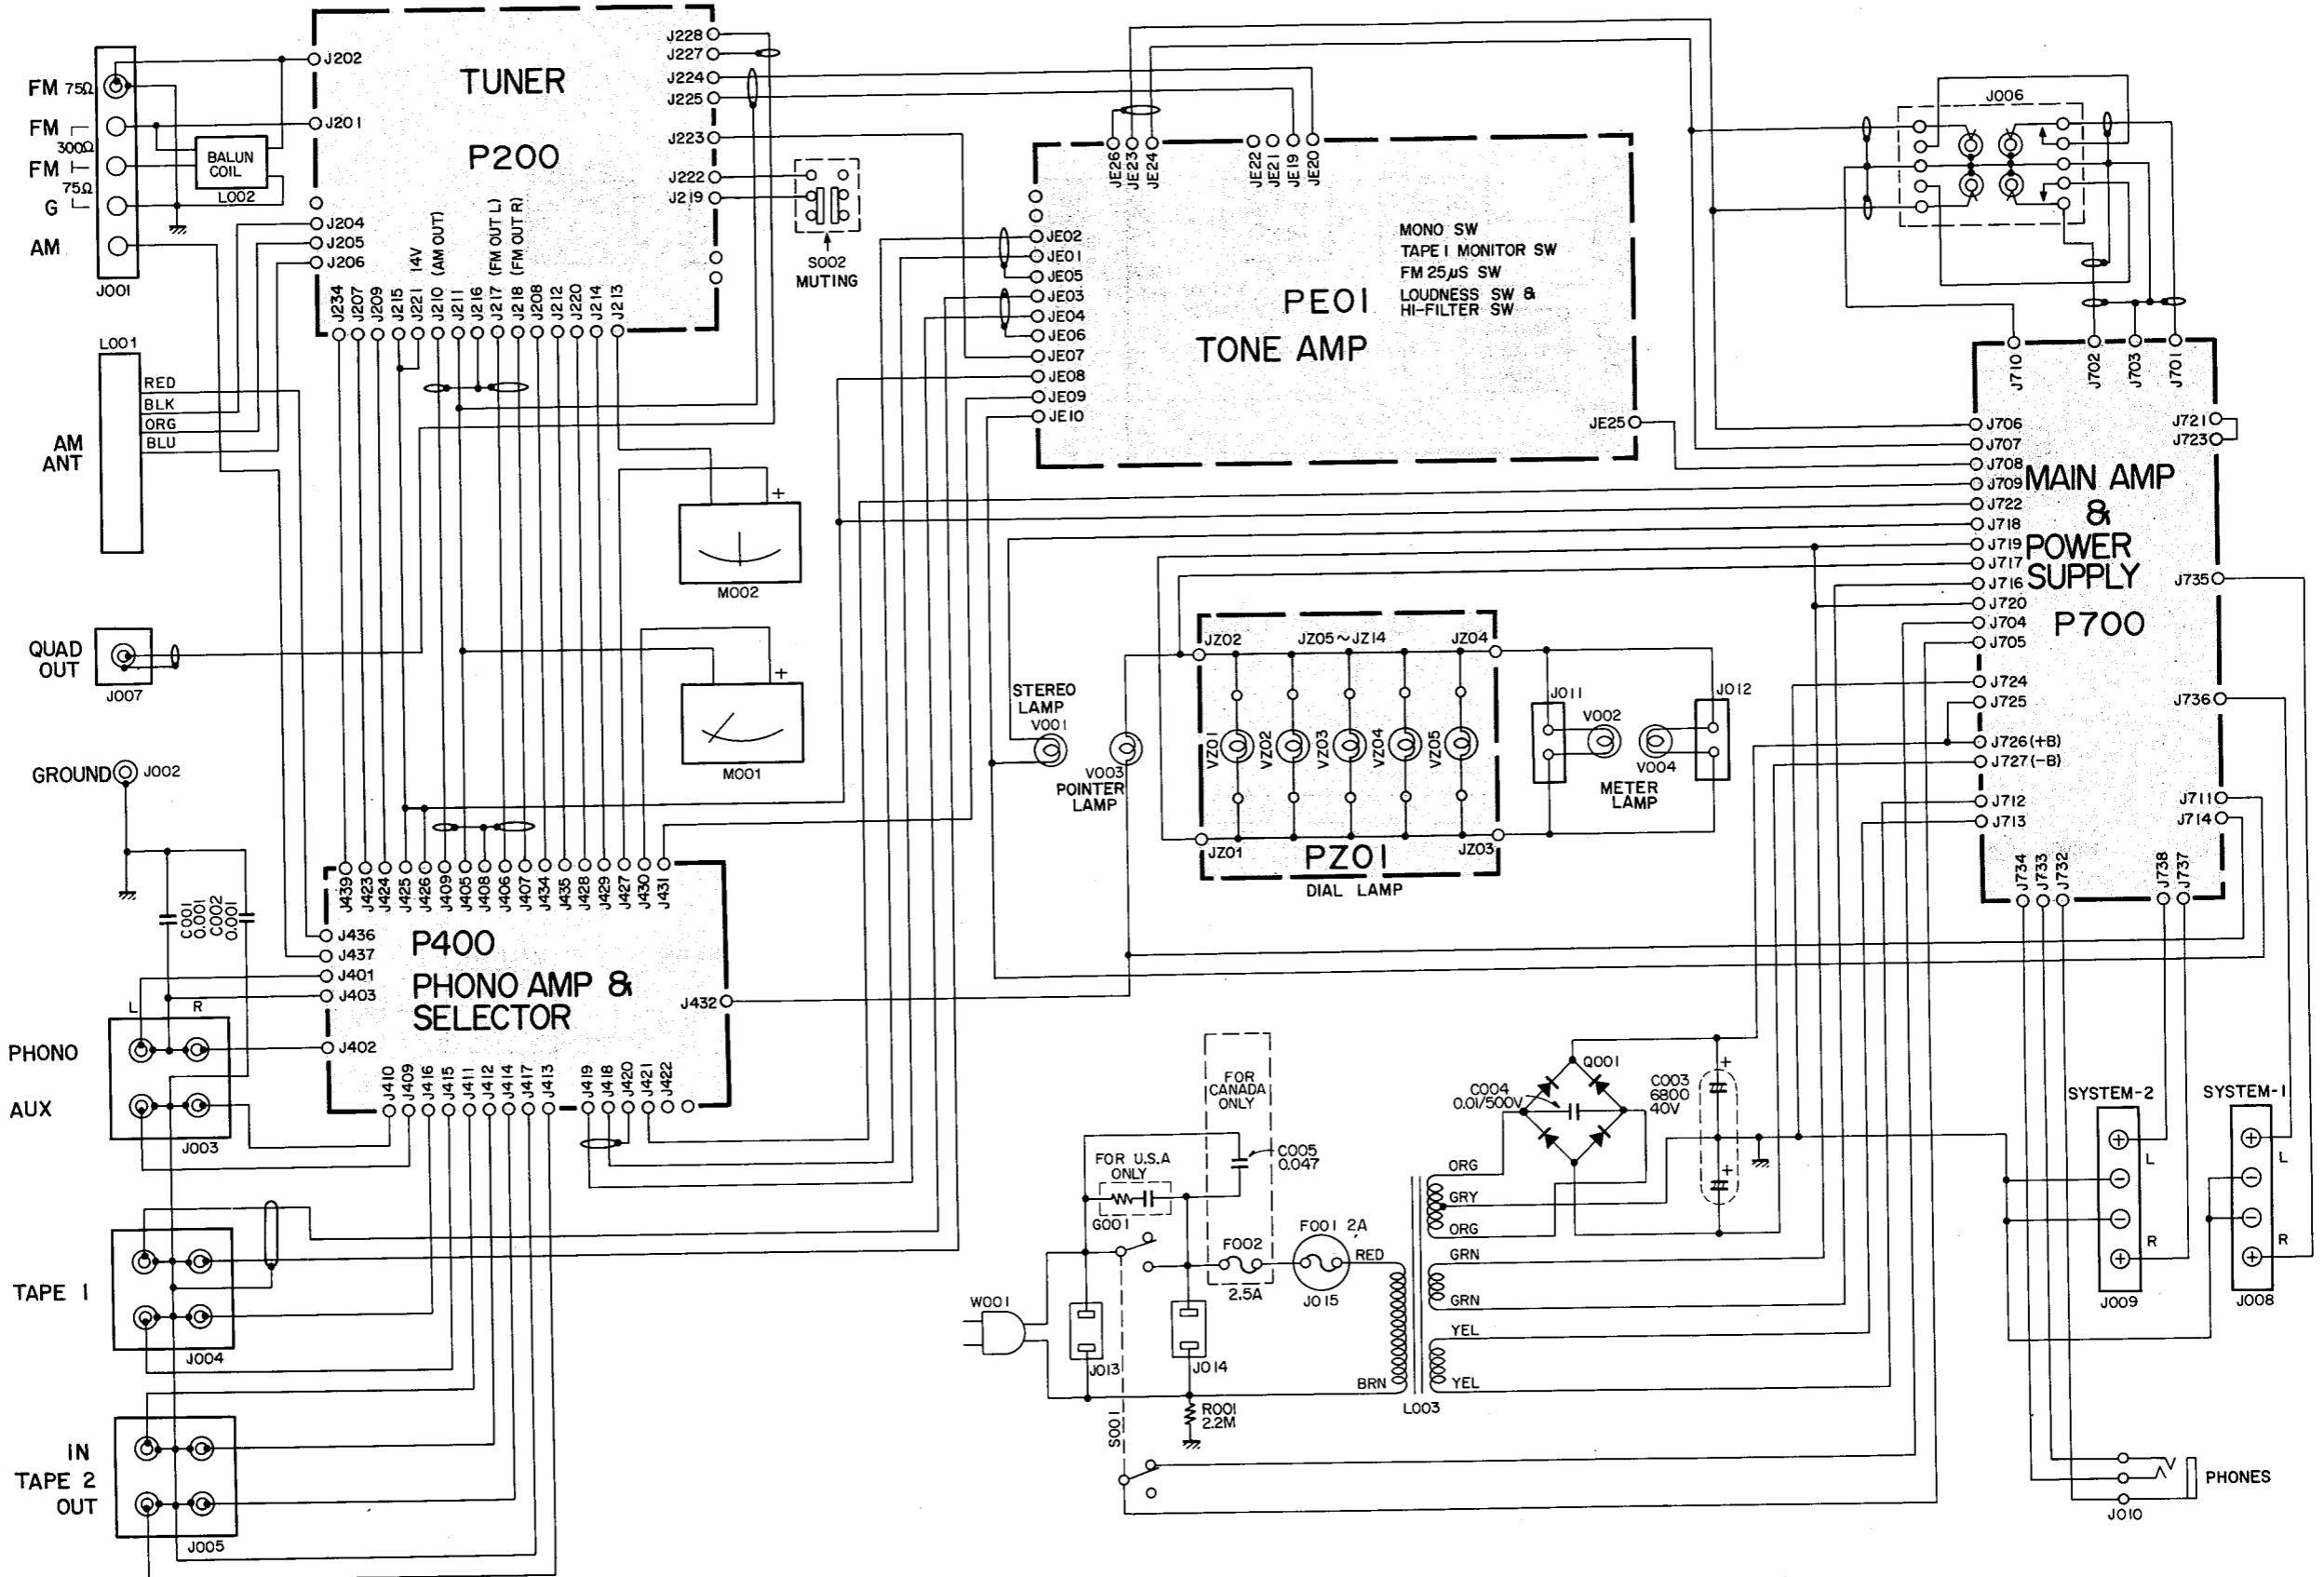 FM 75Ω
FM
300Ω
FM
75Ω
G
AM
J001
BALUN
COIL
L002
J202
J201
J204
J205
J206
TUNER
P200
J228
J227
J224
J225
J223
J222
J219
S002
MUTING
14V
(AM OUT)
(FM OUT L)
(FM OUT R)
J234
J207
J209
J215
J221
J210
J211
J216
J217
J218
J208
J212
J220
J214
J213
L001
RED
BLK
ORG
BLU
AM
ANT
QUAD
OUT
J007
GROUND
J002
C001
0.001
C002
0.001
M002
+
M001
+
JE26
JE23
JE24
JE22
JE21
JE19
JE20
JE02
JE01
JE05
JE03
JE04
JE06
JE07
JE08
JE09
JE10
JE25
PE01
TONE AMP
MONO SW
TAPE 1 MONITOR SW
FM 25μS SW
LOUDNESS SW &
HI-FILTER SW
J006
J710
J702
J703
J701
J706
J707
J708
J709
J722
J718
J719
J717
J716
J720
J704
J705
J724
J725
J726(+B)
J727(-B)
J712
J713
J721
J723
J735
J736
J711
J714
J734
J733
J732
J738
J737
MAIN AMP
&
POWER
SUPPLY
P700
STEREO
LAMP
V001
V003
POINTER
LAMP
JZ02
JZ05~JZ14
JZ04
VZ01
VZ02
VZ03
VZ04
VZ05
JZ01
PZ01
JZ03
DIAL LAMP
J011
V002
J012
V004
METER
LAMP
J439
J423
J424
J425
J426
J409
J405
J408
J406
J407
J434
J435
J428
J429
J427
J430
J431
J436
J437
J401
J403
J402
P400
PHONO AMP &
SELECTOR
J432
J410
J409
J416
J415
J411
J412
J414
J417
J413
J419
J418
J420
J421
J422
L
R
PHONO
AUX
J003
TAPE 1
J004
IN
TAPE 2
OUT
J005
FOR
CANADA
ONLY
FOR U.S.A
ONLY
G001
C005
0.047
F002
2.5A
F001 2A
J015
RED
BRN
W001
J013
J014
S001
R001
2.2M
L003
ORG
GRY
ORG
GRN
GRN
YEL
YEL
C004
0.01/500V
Q001
C003
6800
40V
+
+
SYSTEM-2
L
R
J009
SYSTEM-1
L
R
J008
PHONES
J010